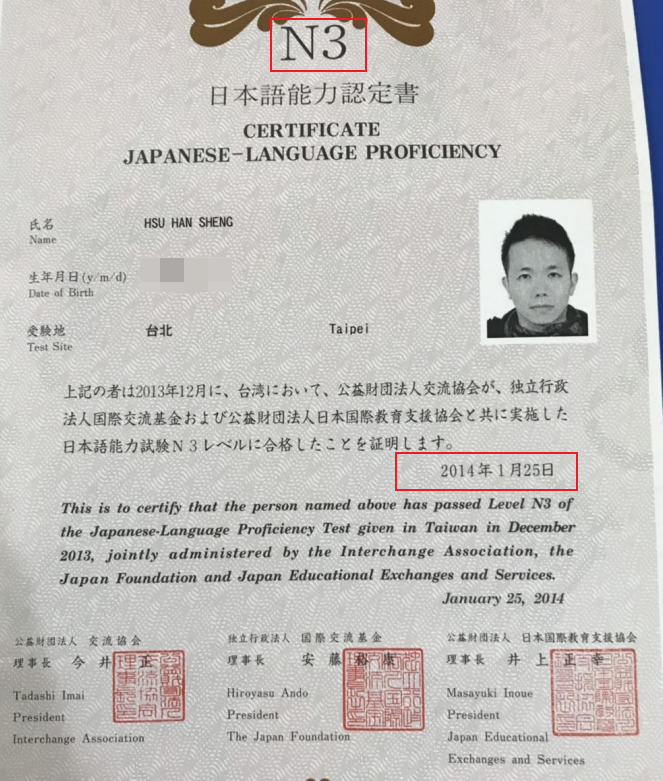 N3
日本語能力認定書
CERTIFICATE
JAPANESE-LANGUAGE PROFICIENCY
氏名 HSU HAN SHENG
Name
生年月日(y/m/d)
Date of Birth
受験地 台北 Taipei
Test Site
上記の者は2013年12月に、台湾において、公益財団法人交流協会が、独立行政
法人国際交流基金および公益財団法人日本国際教育支援協会と共に実施した
日本語能力試験N3レベルに合格したことを証明します。
2014年1月25日
This is to certify that the person named above has passed Level N3 of
the Japanese-Language Proficiency Test given in Taiwan in December
2013, jointly administered by the Interchange Association, the
Japan Foundation and Japan Educational Exchanges and Services.
January 25, 2014
公益財団法人 交流協会
理事長 今井 正
Tadashi Imai
President
Interchange Association
独立行政法人 国際交流基金
理事長 安藤裕康
Hiroyasu Ando
President
The Japan Foundation
公益財団法人 日本国際教育支援協会
理事長 井上正幸
Masayuki Inoue
President
Japan Educational
Exchanges and Services